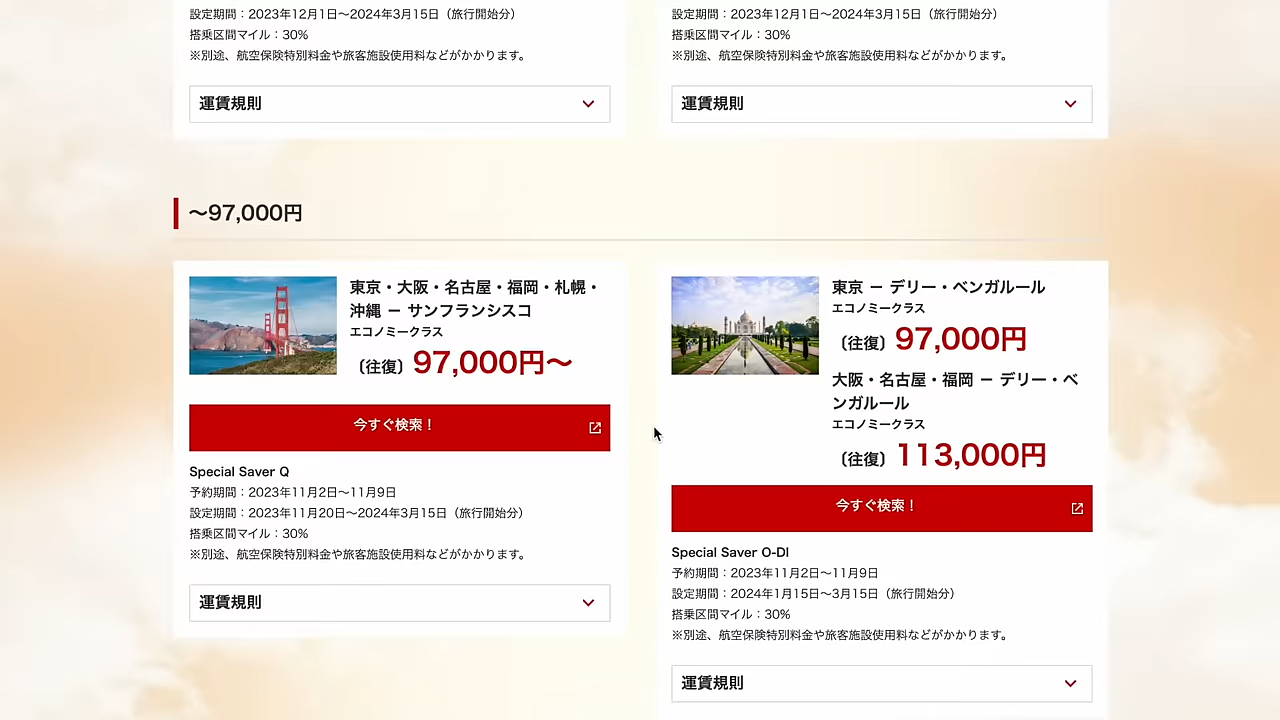 設定期間：2023年12月1日〜2024年3月15日（旅行開始分）
搭乗区間マイル：30%
※別途、航空保険特別料金や旅客施設使用料などがかかります。
運賃規則
設定期間：2023年12月1日〜2024年3月15日（旅行開始分）
搭乗区間マイル：30%
※別途、航空保険特別料金や旅客施設使用料などがかかります。
運賃規則
〜97,000円
東京・大阪・名古屋・福岡・札幌・
沖縄 － サンフランシスコ
エコノミークラス
〔往復〕97,000円〜
今すぐ検索！
Special Saver Q
予約期間：2023年11月2日〜11月9日
設定期間：2023年11月20日〜2024年3月15日（旅行開始分）
搭乗区間マイル：30%
※別途、航空保険特別料金や旅客施設使用料などがかかります。
運賃規則
東京 － デリー・ベンガルール
エコノミークラス
〔往復〕97,000円
大阪・名古屋・福岡 － デリー・ベ
ンガルール
エコノミークラス
〔往復〕113,000円
今すぐ検索！
Special Saver O-DI
予約期間：2023年11月2日〜11月9日
設定期間：2024年1月15日〜3月15日（旅行開始分）
搭乗区間マイル：30%
※別途、航空保険特別料金や旅客施設使用料などがかかります。
運賃規則